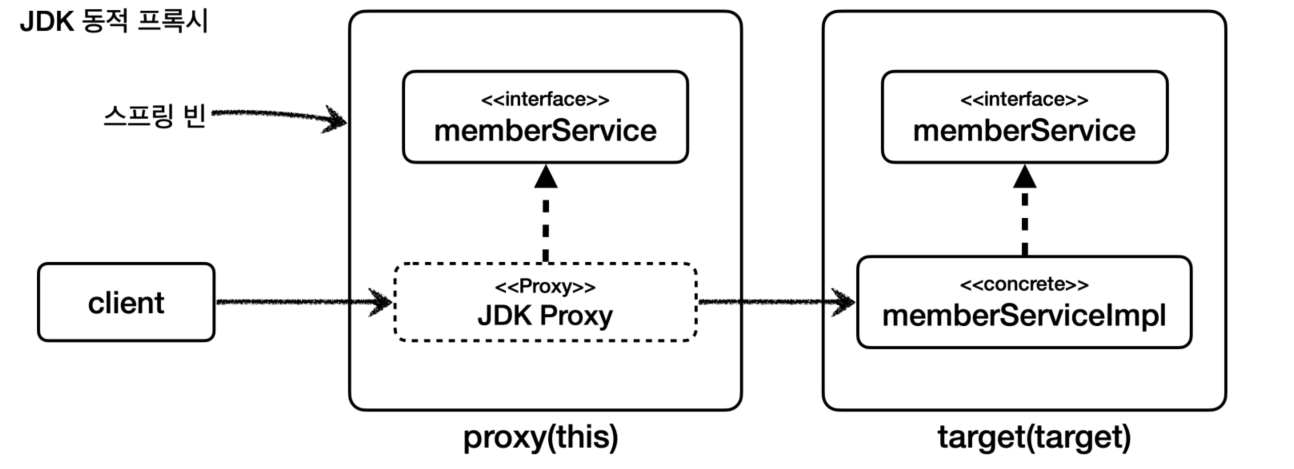 JDK 동적 프록시
스프링 빈
<<interface>>
memberService
<<interface>>
memberService
client
<<Proxy>>
JDK Proxy
<<concrete>>
memberServiceImpl
proxy(this)
target(target)